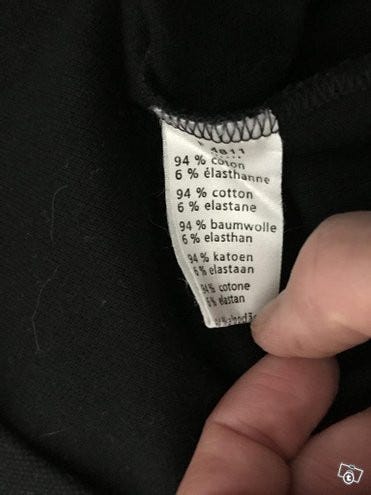 4811
94 % coton
6 % élasthanne
94 % cotton
6 % elastane
94 % baumwolle
6 % elasthan
94 % katoen
6% elastaan
94% cotone
6% elastan